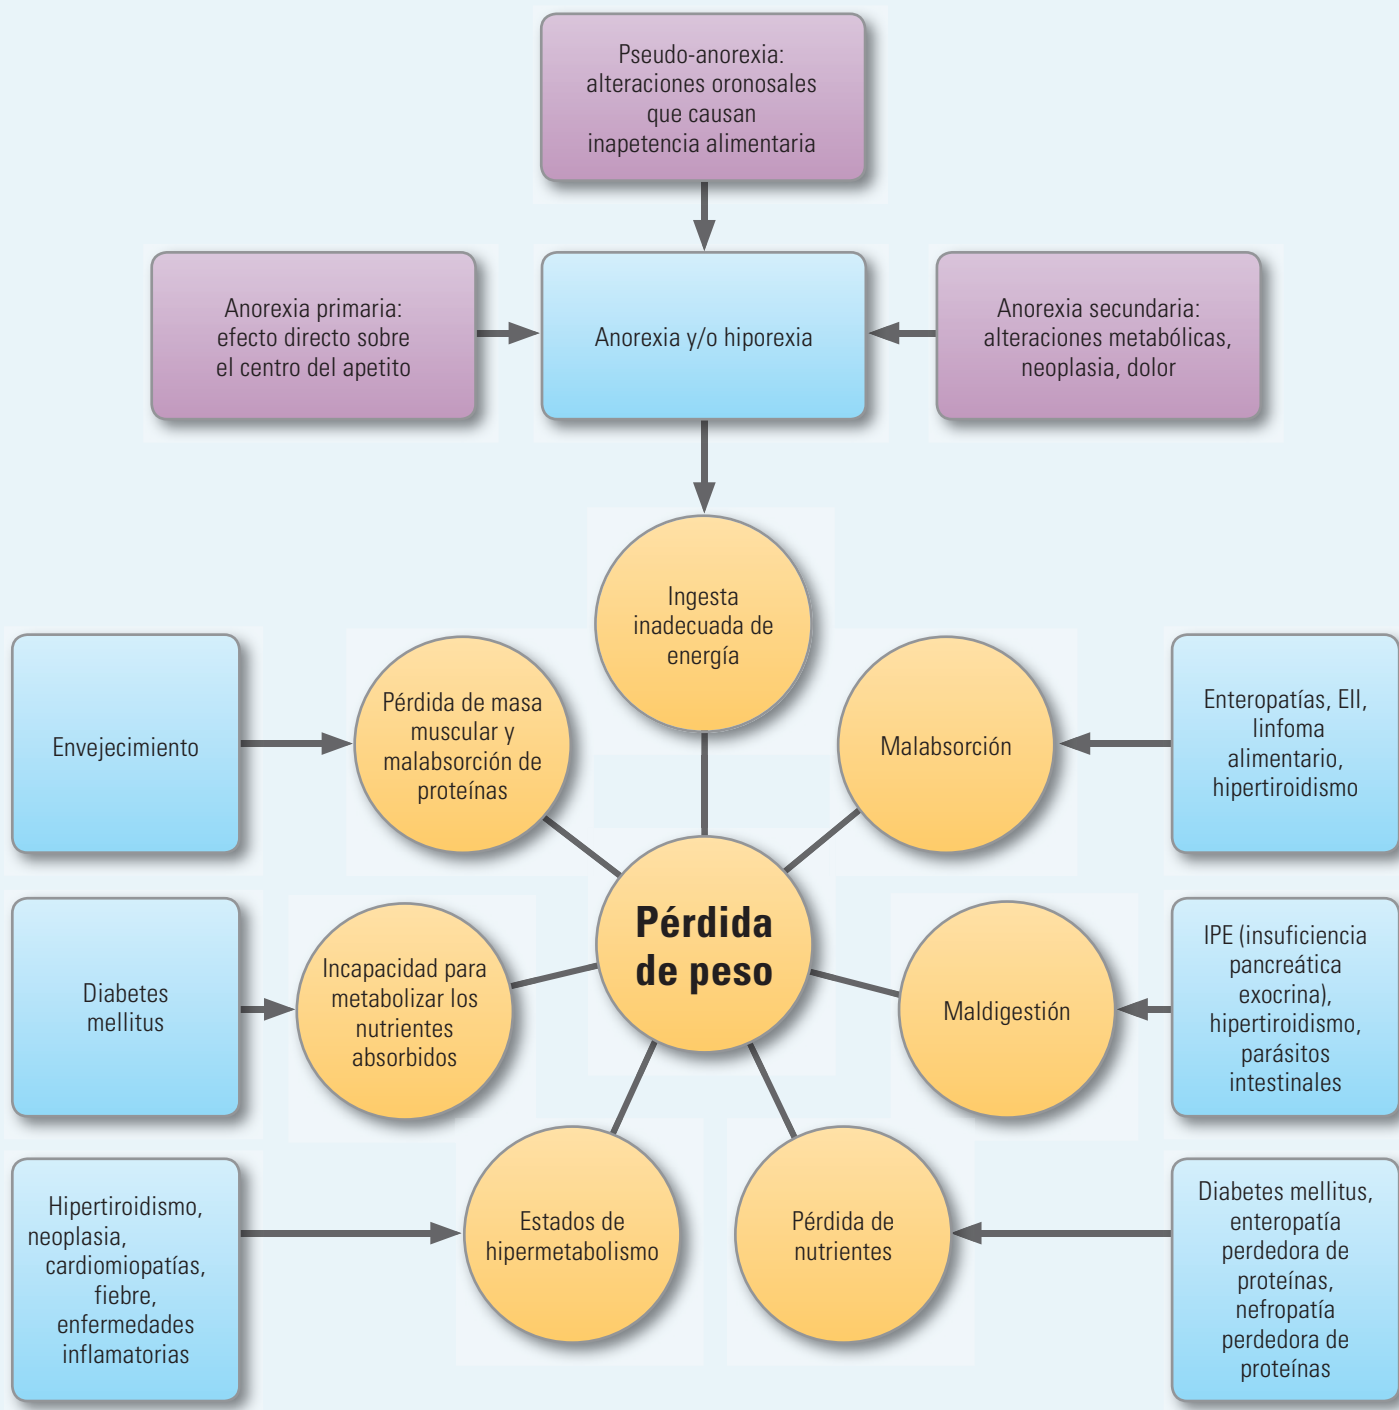 Pseudo-anorexia:
alteraciones oronosales
que causan
inapetencia alimentaria
Anorexia primaria:
efecto directo sobre
el centro del apetito
Anorexia y/o hiporexia
Anorexia secundaria:
alteraciones metabólicas,
neoplasia, dolor
Ingesta
inadecuada de
energía
Envejecimiento
Pérdida de masa
muscular y
malabsorción de
proteínas
Malabsorción
Enteropatías, EII,
linfoma
alimentario,
hipertiroidismo
Pérdida
de peso
Diabetes
mellitus
Incapacidad para
metabolizar los
nutrientes
absorbidos
Maldigestión
IPE (insuficiencia
pancreática
exocrina),
hipertiroidismo,
parásitos
intestinales
Hipertiroidismo,
neoplasia,
cardiomiopatías,
fiebre,
enfermedades
inflamatorias
Estados de
hipermetabolismo
Pérdida de
nutrientes
Diabetes mellitus,
enteropatía
perdedora de
proteínas,
nefropatía
perdedora de
proteínas